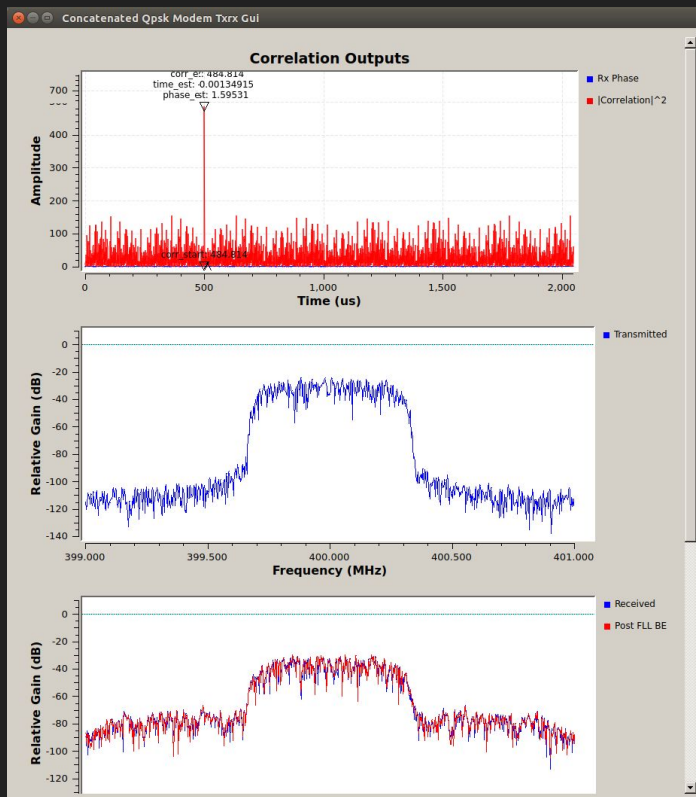 Concatenated Qpsk Modem Txrx Gui
Correlation Outputs
corr_e: 484.814
time_est: -0.00134915
phase_est: 1.59531
Rx Phase
|Correlation|^2
700
400
300
200
100
0
Amplitude
corr_start: 484.814
0 500 1,000 1,500 2,000
Time (us)
Transmitted
0
-20
-40
-60
-80
-100
-120
-140
Relative Gain (dB)
399.000 399.500 400.000 400.500 401.000
Frequency (MHz)
Received
Post FLL BE
0
-20
-40
-60
-80
-100
-120
Relative Gain (dB)